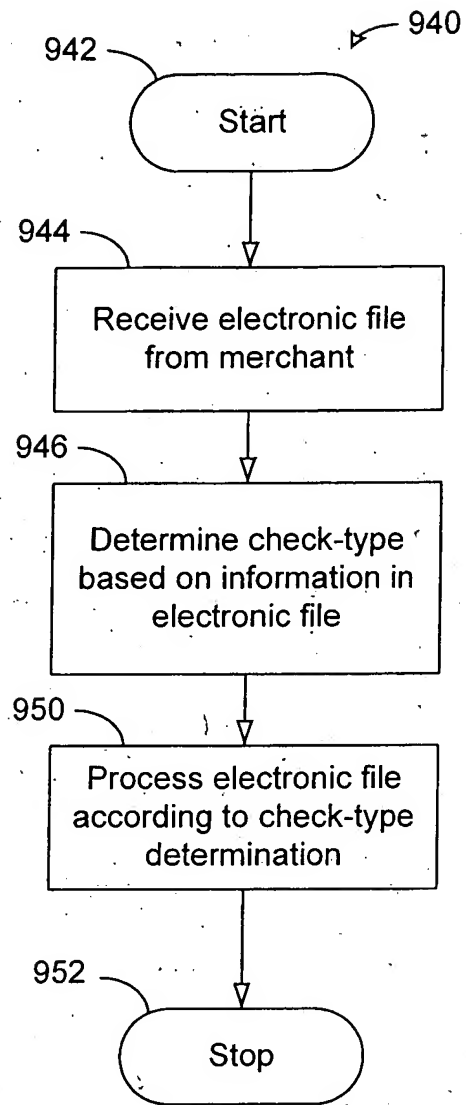 940
942
Start
944
Receive electronic file
from merchant
946
Determine check-type
based on information in
electronic file
950
Process electronic file
according to check-type
determination
952
Stop